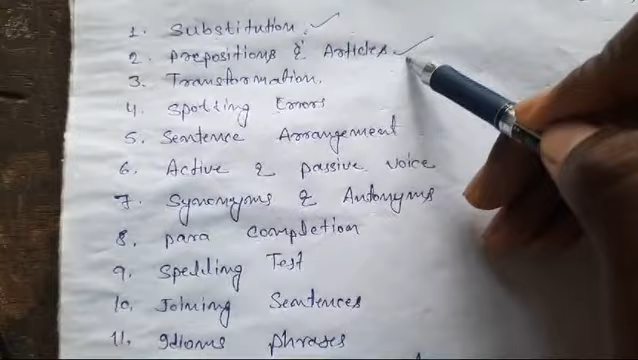 1. Substitution.
2. Prepositions & Articles
3. Transformation.
4. Spotting Errors
5. Sentence Arrangement
6. Active & passive voice
7. Synonyms & Antonyms
8. para Completion
9. Spelling Test
10. Joining Sentences
11. Idioms phrases